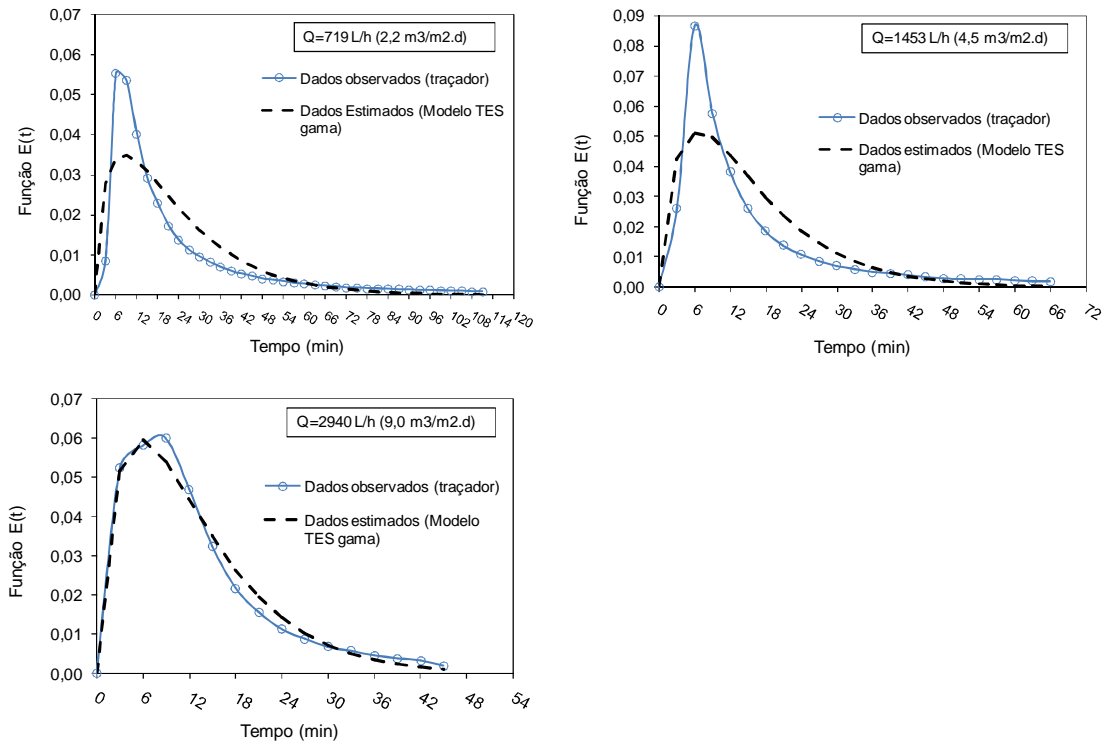 Q=719 L/h (2,2 m3/m2.d)
Dados observados (traçador)
Dados Estimados (Modelo TES
gama)
Função E(t)
0,07
0,06
0,05
0,04
0,03
0,02
0,01
0,00
0 6 12 18 24 30 36 42 48 54 60 66 72 78 84 90 96 102 108 114 120
Tempo (min)
Q=1453 L/h (4,5 m3/m2.d)
Dados observados (traçador)
Dados estimados (Modelo TES
gama)
Função E(t)
0,09
0,08
0,07
0,06
0,05
0,04
0,03
0,02
0,01
0,00
0 6 12 18 24 30 36 42 48 54 60 66 72
Tempo (min)
Q=2940 L/h (9,0 m3/m2.d)
Dados observados (traçador)
Dados estimados (Modelo
TES gama)
Função E(t)
0,07
0,06
0,05
0,04
0,03
0,02
0,01
0,00
0 6 12 18 24 30 36 42 48 54
Tempo (min)